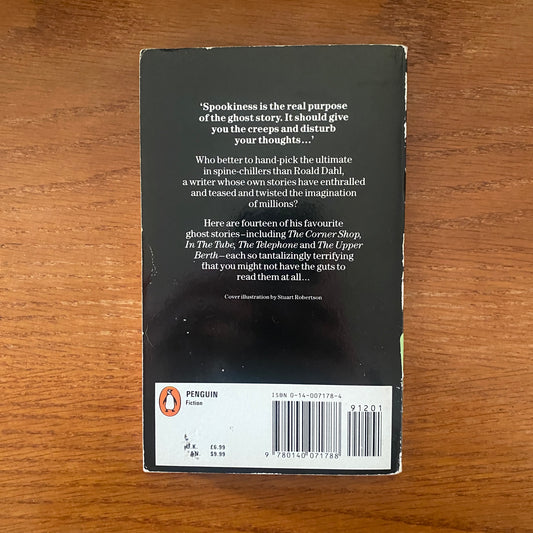 ‘Spookiness is the real purpose
of the ghost story. It should give
you the creeps and disturb
your thoughts...’
Who better to hand-pick the ultimate
in spine-chillers than Roald Dahl,
a writer whose own stories have enthralled
and teased and twisted the imagination
of millions?
Here are fourteen of his favourite
ghost stories–including The Corner Shop,
In The Tube, The Telephone and The Upper
Berth–each so tantalizingly terrifying
that you might not have the guts to
read them at all...
Cover illustration by Stuart Robertson
PENGUIN
Fiction
.K. £6.99
AN. $9.99
ISBN 0-14-007178-4
91201
9 780140 071788